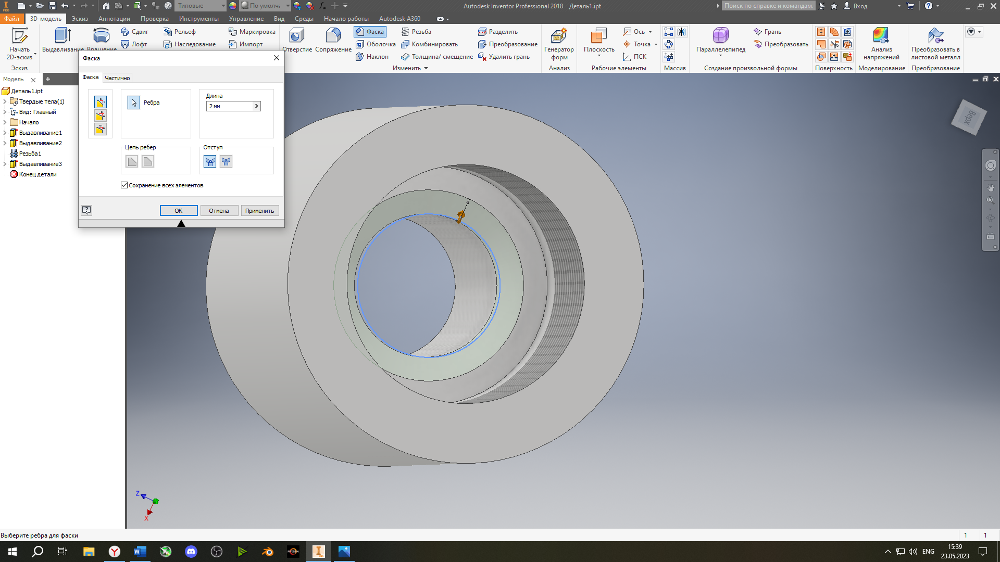 Типовые
По умолча
Autodesk Inventor Professional 2018 Деталь1.ipt
Поиск по справке и командам.
Вход
PRO
Файл
3D-модель
Эскиз
Аннотации
Проверка
Инструменты
Управление
Вид
Среды
Начало работы
Autodesk A360
Начать
2D-эскиз
Эскиз
Выдавливание
Вращение
Сдвиг
Лофт
Рельеф
Наследование
Маркировка
Импорт
Отверстие
Сопряжение
Фаска
Оболочка
Наклон
Резьба
Комбинировать
Толщина/ смещение
Разделить
Преобразование
Удалить грань
Изменить
Генератор
форм
Анализ
Плоскость
Ось
Точка
ПСК
Рабочие элементы
Массив
Параллелепипед
Грань
Преобразовать
Создание произвольной формы
Поверхность
Анализ
напряжений
Моделирование
Преобразовать в
листовой металл
Преобразование
Модель
Деталь1.ipt
Твердые тела(1)
Вид: Главный
Начало
Выдавливание1
Выдавливание2
Резьба1
Выдавливание3
Конец детали
Фаска
Фаска
Частично
Ребра
Длина
2 мм
Цепь ребер
Отступ
Сохранение всех элементов
ОК
Отмена
Применить
Верх
Z
X
Выберите ребра для фаски
1
1
RYZEN
ENG
15:39
23.05.2023